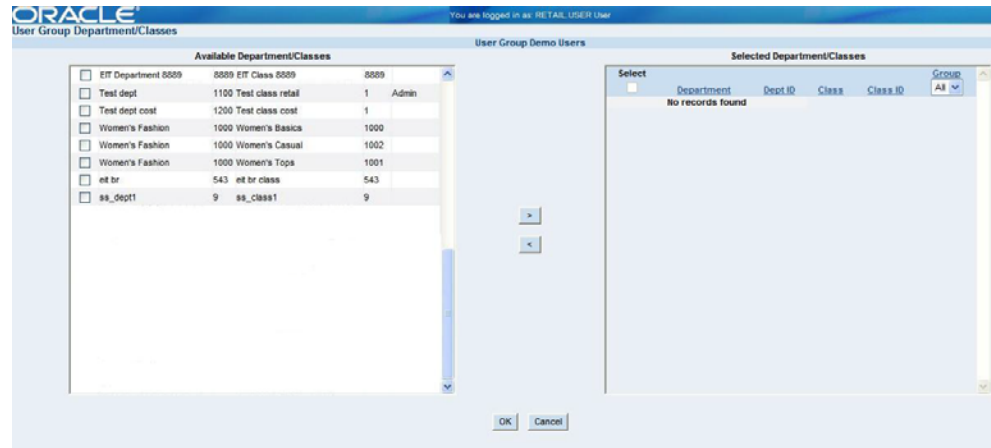 ORACLE
You are logged in as: RETAIL.USER User
User Group Department/Classes
User Group Demo Users
Available Department/Classes
EIT Department 8889 8889 EIT Class 8889 8889
Test dept 1100 Test class retail 1 Admin
Test dept cost 1200 Test class cost 1
Women's Fashion 1000 Women's Basics 1000
Women's Fashion 1000 Women's Casual 1002
Women's Fashion 1000 Women's Tops 1001
eit br 543 eit br class 543
ss_dept1 9 ss_class1 9
>
<
Selected Department/Classes
Select Department Dept ID Class Class ID Group
All
No records found
OK Cancel